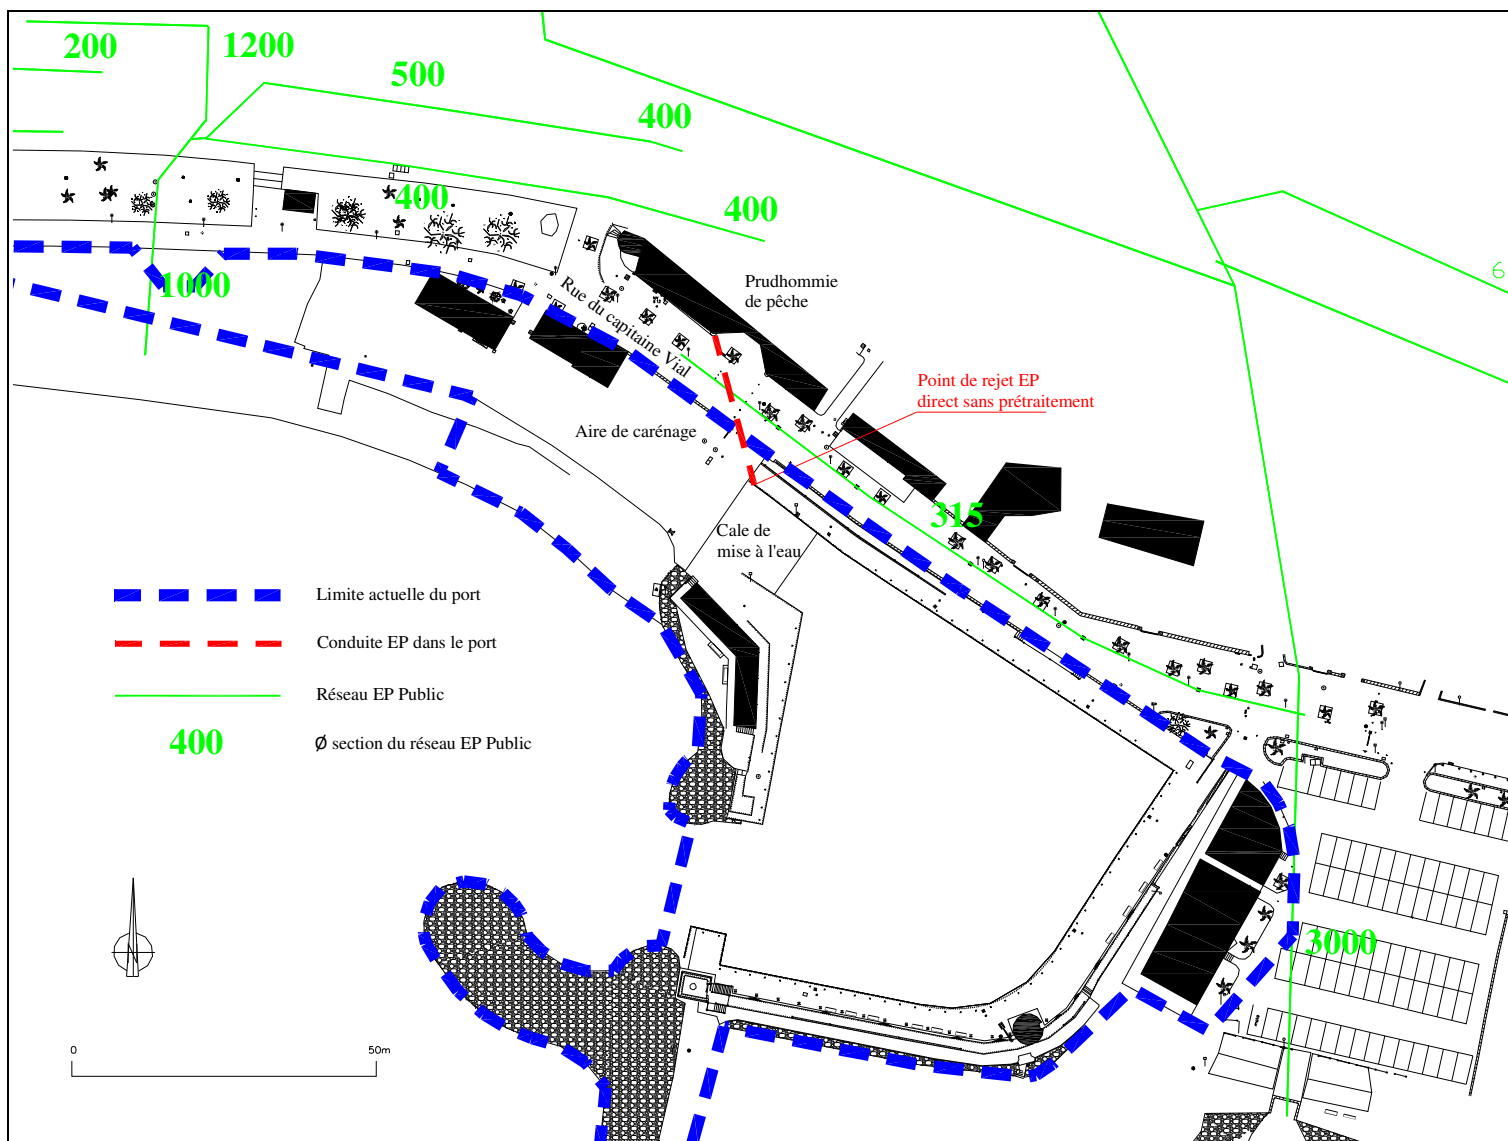 200
1200
500
400
400
400
1000
6
Prudhommie
de pêche
Rue du capitaine Vial
Point de rejet EP
direct sans prétraitement
Aire de carénage
315
Cale de
mise à l'eau
Limite actuelle du port
Conduite EP dans le port
Réseau EP Public
400
Ø section du réseau EP Public
3000
0
50m